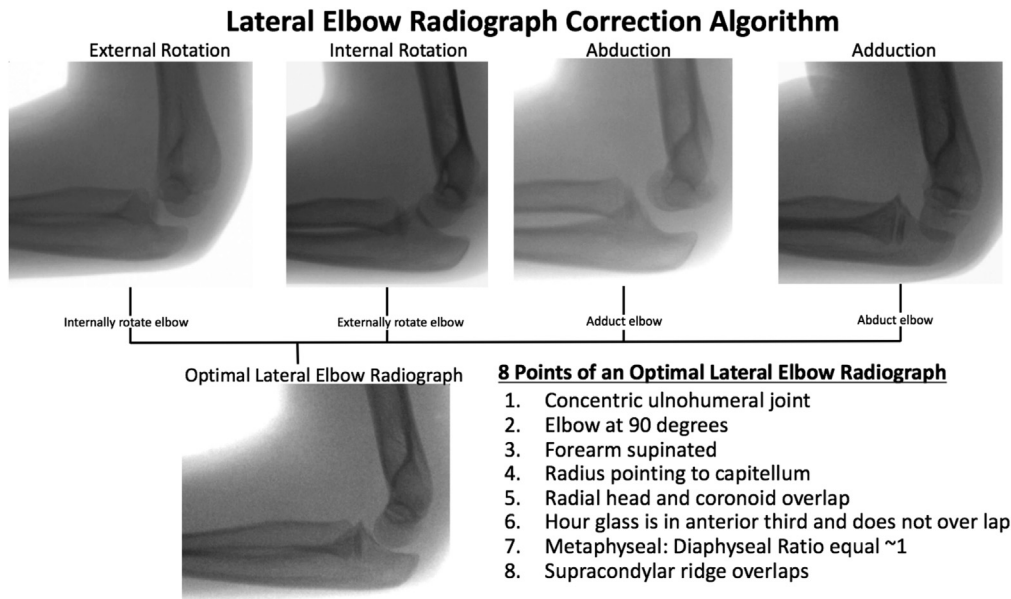 Lateral Elbow Radiograph Correction Algorithm
External Rotation
Internal Rotation
Abduction
Adduction
Internally rotate elbow
Externally rotate elbow
Adduct elbow
Abduct elbow
Optimal Lateral Elbow Radiograph
8 Points of an Optimal Lateral Elbow Radiograph
1. Concentric ulnohumeral joint
2. Elbow at 90 degrees
3. Forearm supinated
4. Radius pointing to capitellum
5. Radial head and coronoid overlap
6. Hour glass is in anterior third and does not over lap
7. Metaphyseal: Diaphyseal Ratio equal ~1
8. Supracondylar ridge overlaps